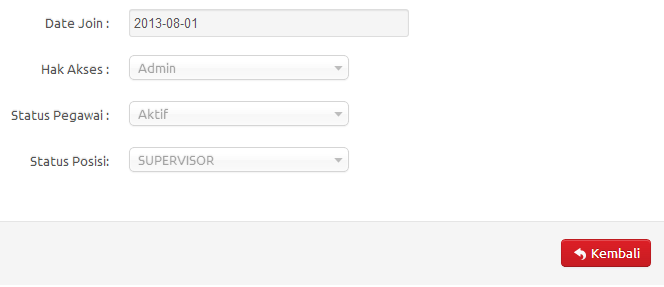 Date Join : 2013-08-01
Hak Akses : Admin
Status Pegawai : Aktif
Status Posisi: SUPERVISOR
Kembali